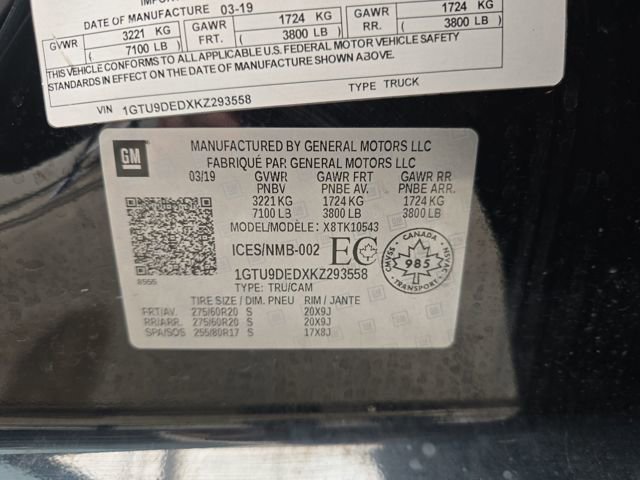 DATE OF MANUFACTURE 03-19
GVWR 3221 KG ( 7100 LB ) GAWR FRT. 1724 KG ( 3800 LB ) GAWR RR. 1724 KG ( 3800 LB )
THIS VEHICLE CONFORMS TO ALL APPLICABLE U.S. FEDERAL MOTOR VEHICLE SAFETY
STANDARDS IN EFFECT ON THE DATE OF MANUFACTURE SHOWN ABOVE.
VIN 1GTU9DEDXKZ293558 TYPE TRUCK
GM
MANUFACTURED BY GENERAL MOTORS LLC
FABRIQUÉ PAR GENERAL MOTORS LLC
03/19 GVWR GAWR FRT GAWR RR
PNBV PNBE AV. PNBE ARR.
3221 KG 1724 KG 1724 KG
7100 LB 3800 LB 3800 LB
MODEL/MODÈLE: X8TK10543
ICES/NMB-002 EC
CANADA
CMVSS 985 NSVAC
TRANSPORT
1GTU9DEDXKZ293558
TYPE: TRU/CAM
TIRE SIZE / DIM. PNEU RIM / JANTE
FRT/AV. 275/60R20 S 20X9J
RR/ARR. 275/60R20 S 20X9J
SPA/SOS 255/80R17 S 17X8J